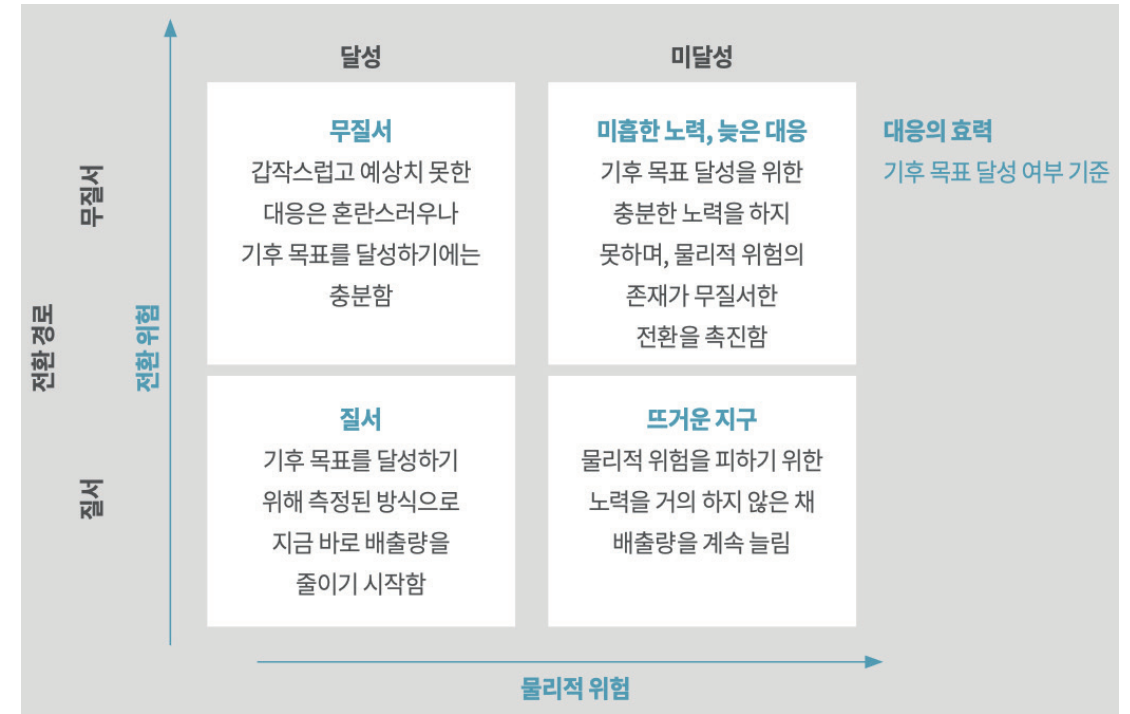 달성
미달성
무질서
갑작스럽고 예상치 못한
대응은 혼란스러우나
기후 목표를 달성하기에는
충분함
미흡한 노력, 늦은 대응
기후 목표 달성을 위한
충분한 노력을 하지
못하며, 물리적 위험의
존재가 무질서한
전환을 촉진함
대응의 효력
기후 목표 달성 여부 기준
무질서
전환 경로
전환 위험
질서
질서
기후 목표를 달성하기
위해 측정된 방식으로
지금 바로 배출량을
줄이기 시작함
뜨거운 지구
물리적 위험을 피하기 위한
노력을 거의 하지 않은 채
배출량을 계속 늘림
물리적 위험